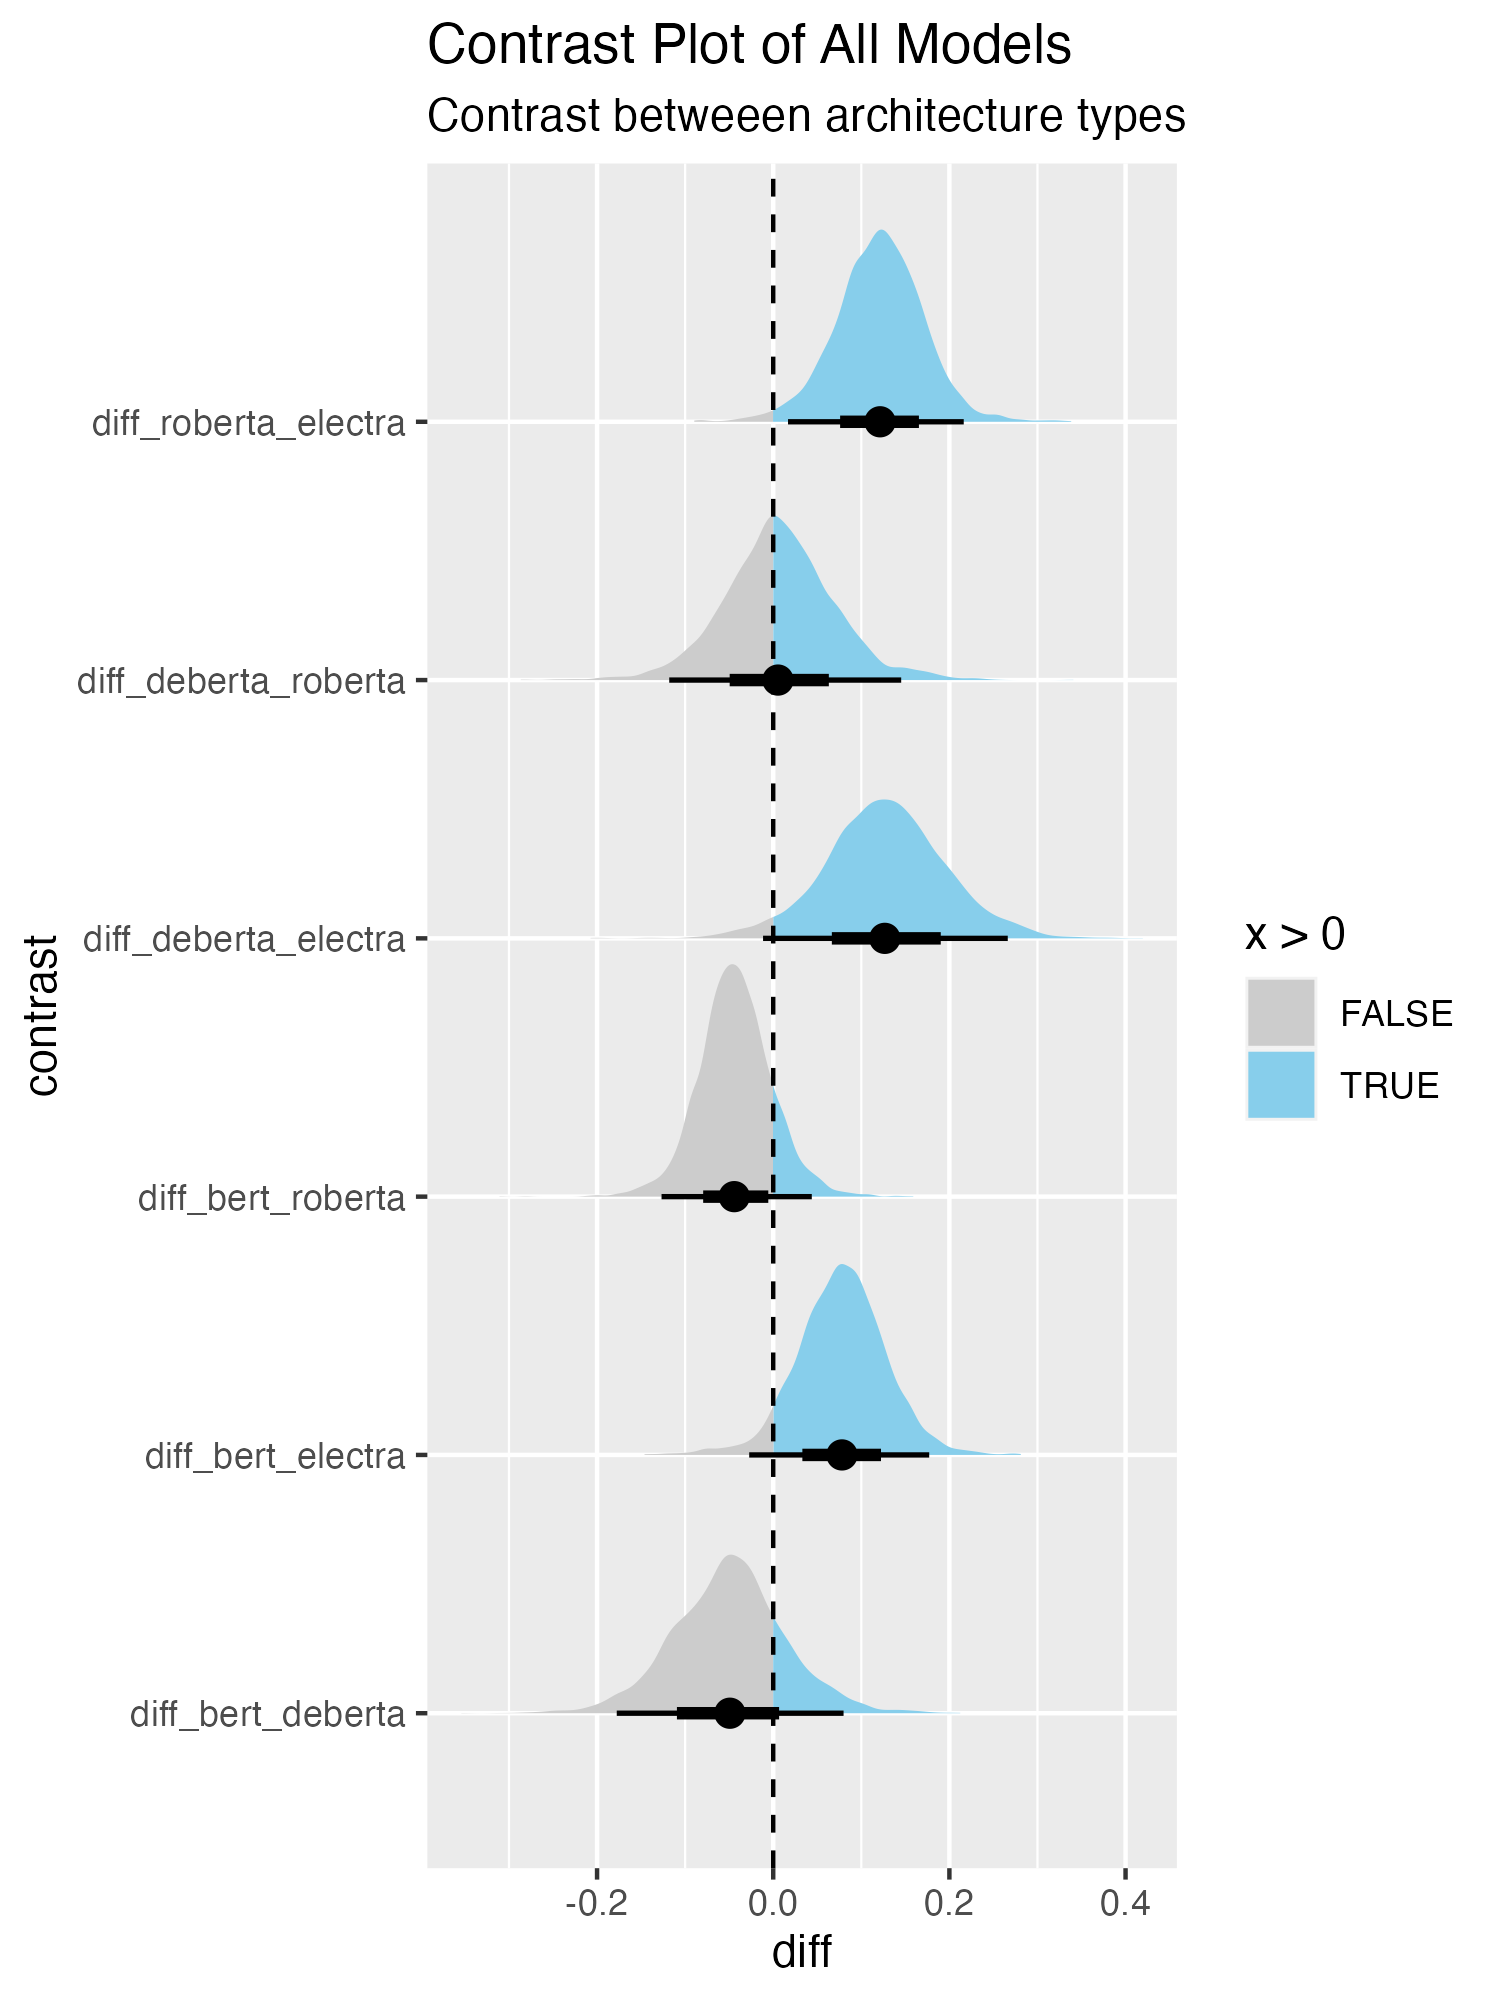 Contrast Plot of All Models
Contrast betweeen architecture types
diff_roberta_electra
diff_deberta_roberta
diff_deberta_electra
diff_bert_roberta
diff_bert_electra
diff_bert_deberta
contrast
-0.2 0.0 0.2 0.4
diff
x > 0
FALSE
TRUE